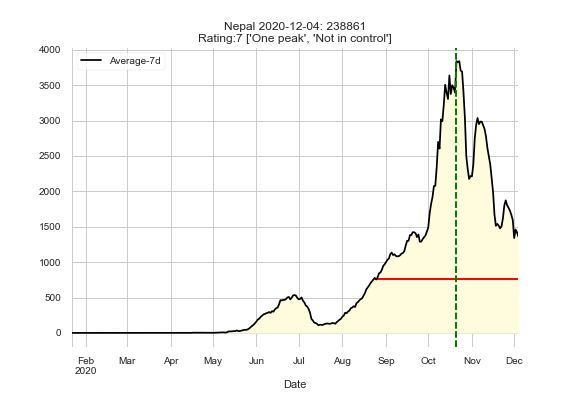 Nepal 2020-12-04: 238861
Rating:7 ['One peak', 'Not in control']
Average-7d
4000
3500
3000
2500
2000
1500
1000
500
0
Feb Mar Apr May Jun Jul Aug Sep Oct Nov Dec
2020
Date